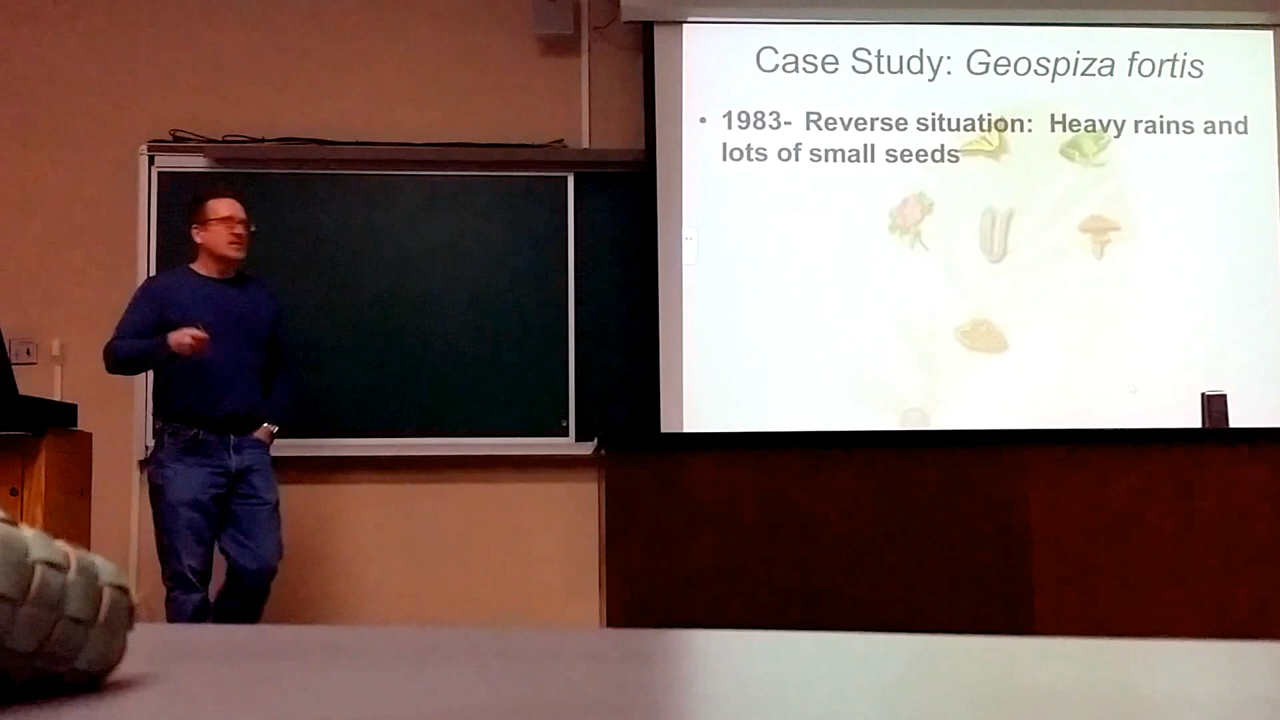 Case Study: Geospiza fortis
• 1983- Reverse situation: Heavy rains and
lots of small seeds